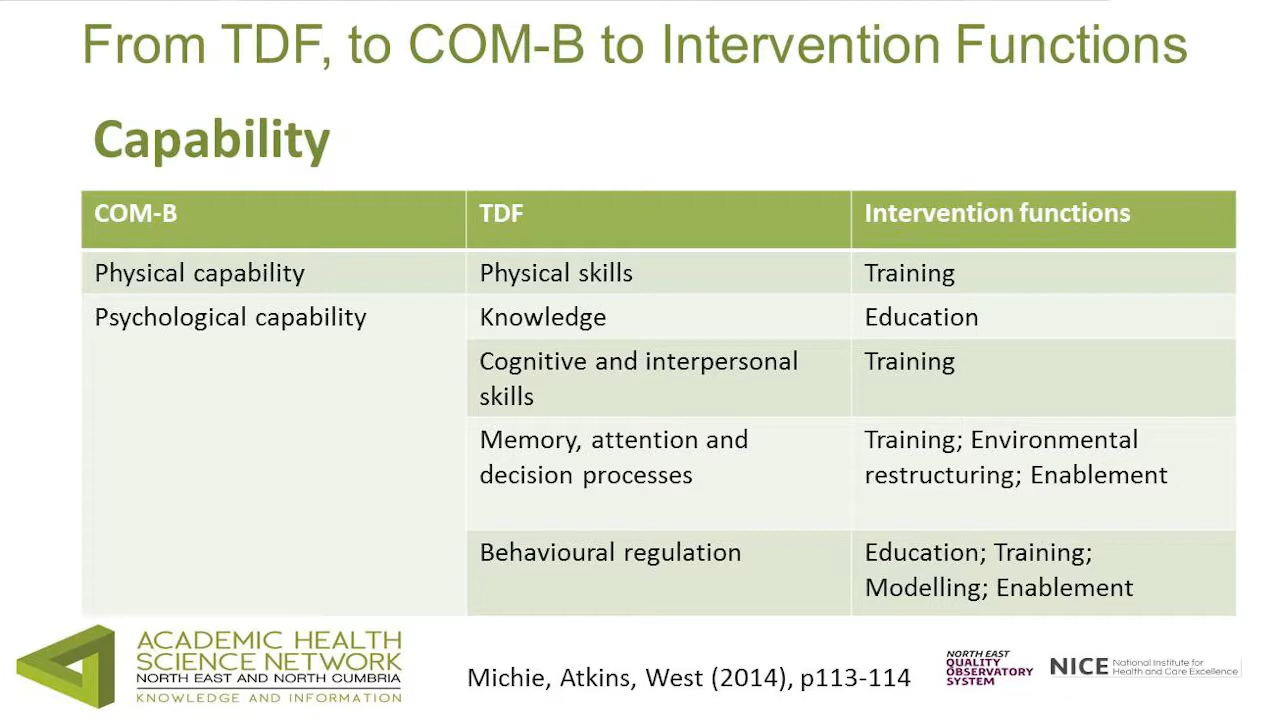 From TDF, to COM-B to Intervention Functions
Capability
COM-B
TDF
Intervention functions
Physical capability
Physical skills
Training
Psychological capability
Knowledge
Education
Cognitive and interpersonal
skills
Training
Memory, attention and
decision processes
Training; Environmental
restructuring; Enablement
Behavioural regulation
Education; Training;
Modelling; Enablement
ACADEMIC HEALTH
SCIENCE NETWORK
NORTH EAST AND NORTH CUMBRIA
KNOWLEDGE AND INFORMATION
Michie, Atkins, West (2014), p113-114
NORTH EAST
QUALITY
OBSERVATORY
SYSTEM
NICE
National Institute for
Health and Care Excellence